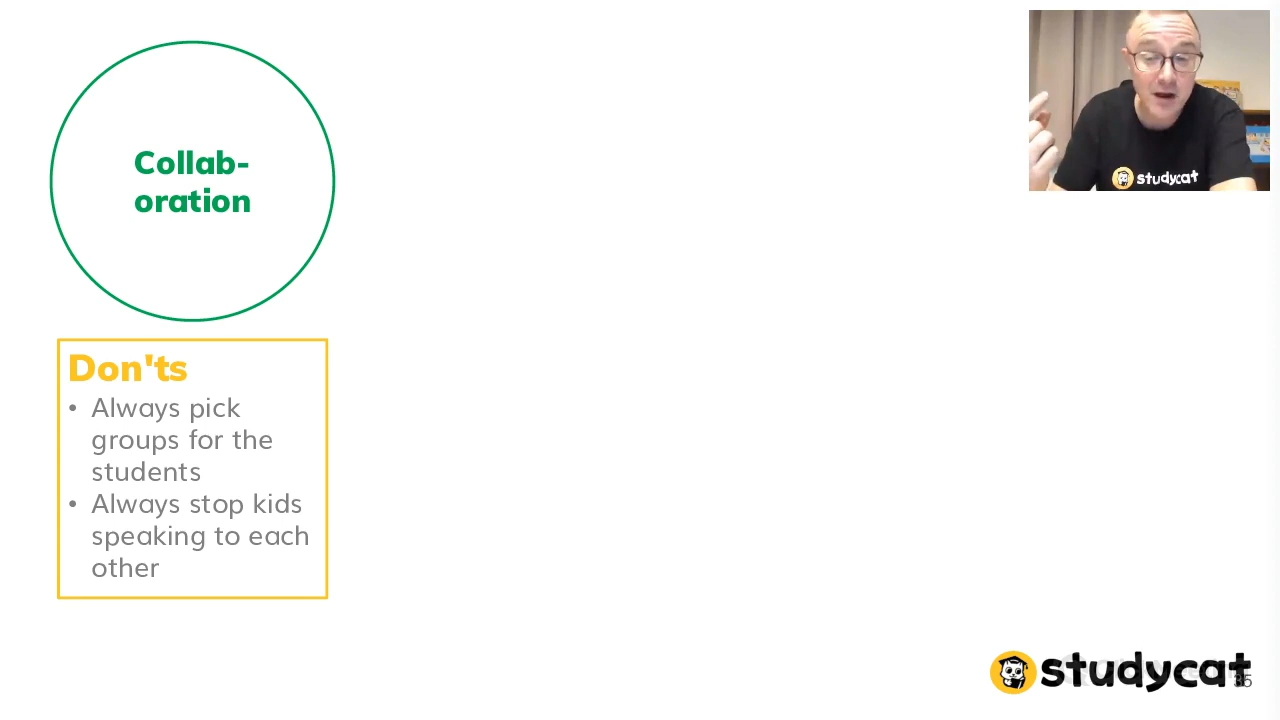 Collab-
oration
Don'ts
• Always pick
groups for the
students
• Always stop kids
speaking to each
other
studycat
studycat
35